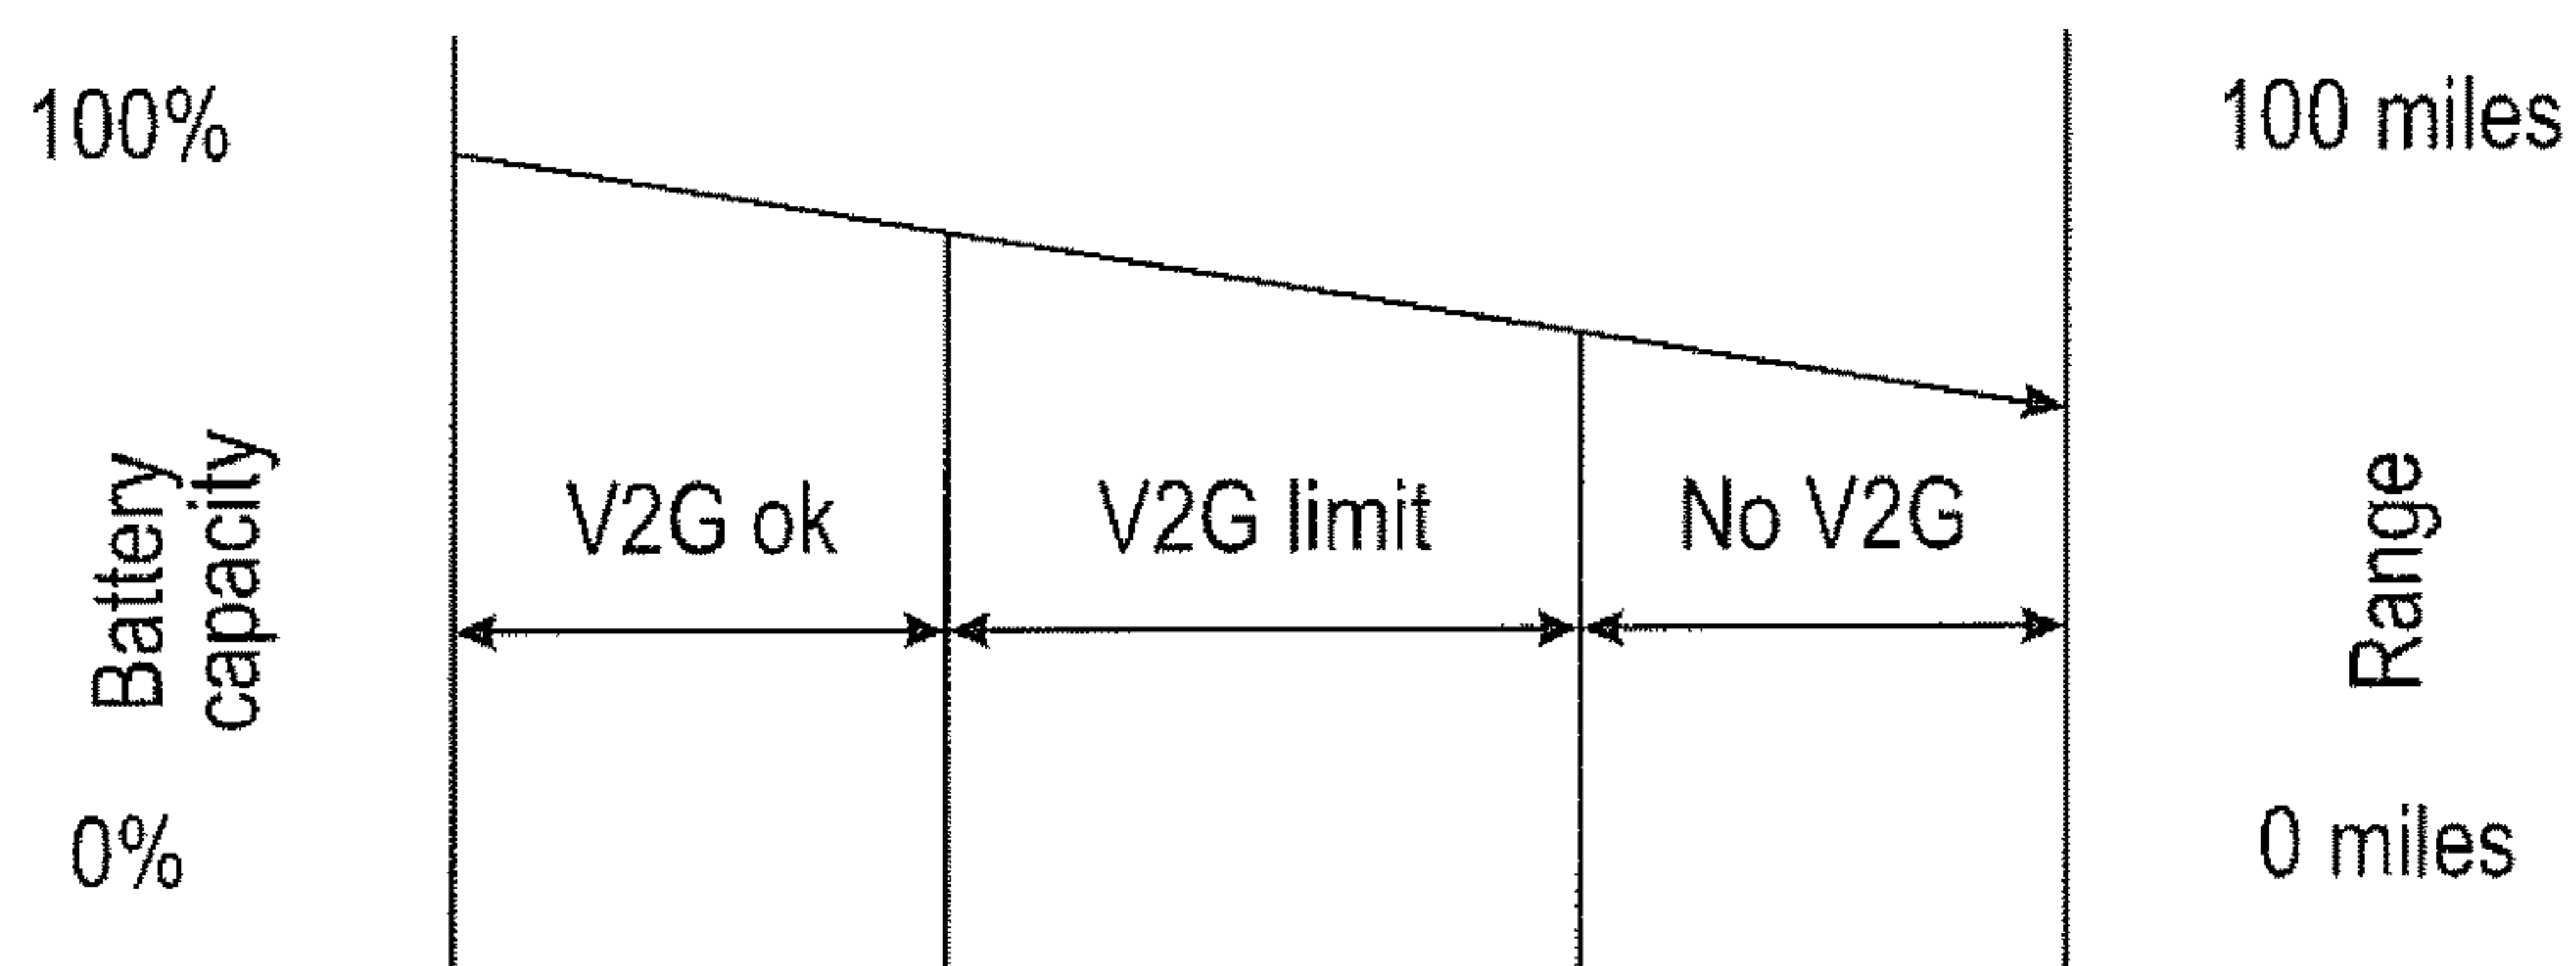 100%
100 miles
Battery
capacity
V2G ok
V2G limit
No V2G
Range
0%
0 miles